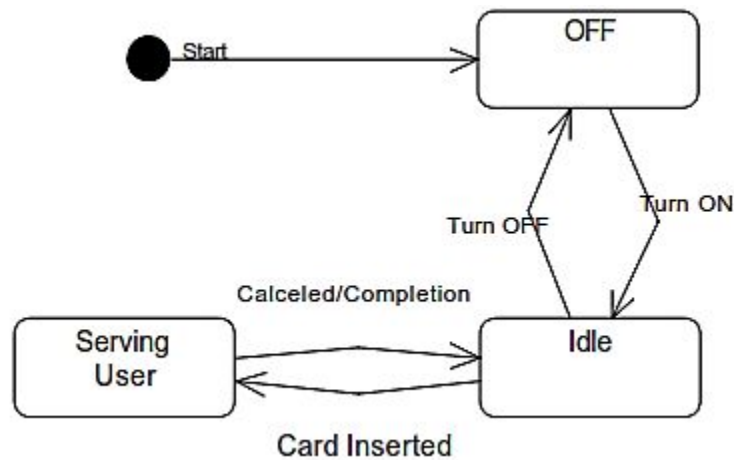 Start
OFF
Turn OFF
Turn ON
Calceled/Completion
Serving
User
Idle
Card Inserted